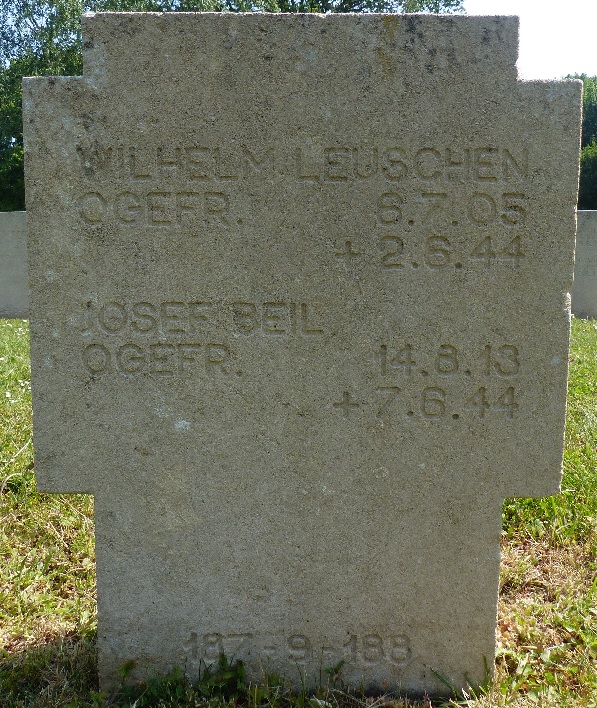 WILHELM LEUSCHEN
OGEFR. 6.7.05
+ 2.6.44
JOSEF BEIL
OGEFR. 14.8.13
+ 7.6.44
187-9-188